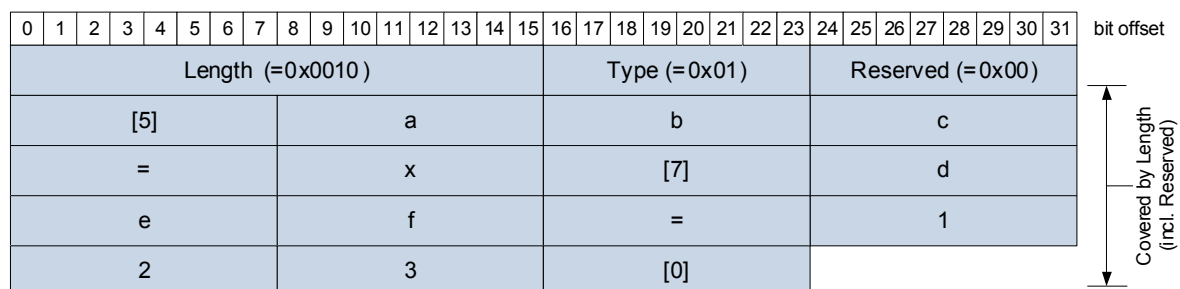 0 1 2 3 4 5 6 7 8 9 10 11 12 13 14 15 16 17 18 19 20 21 22 23 24 25 26 27 28 29 30 31 bit offset
Length (=0x0010) Type (=0x01) Reserved (=0x00)
[5] a b c
= x [7] d
e f = 1
2 3 [0]
Covered by Length
(incl. Reserved)